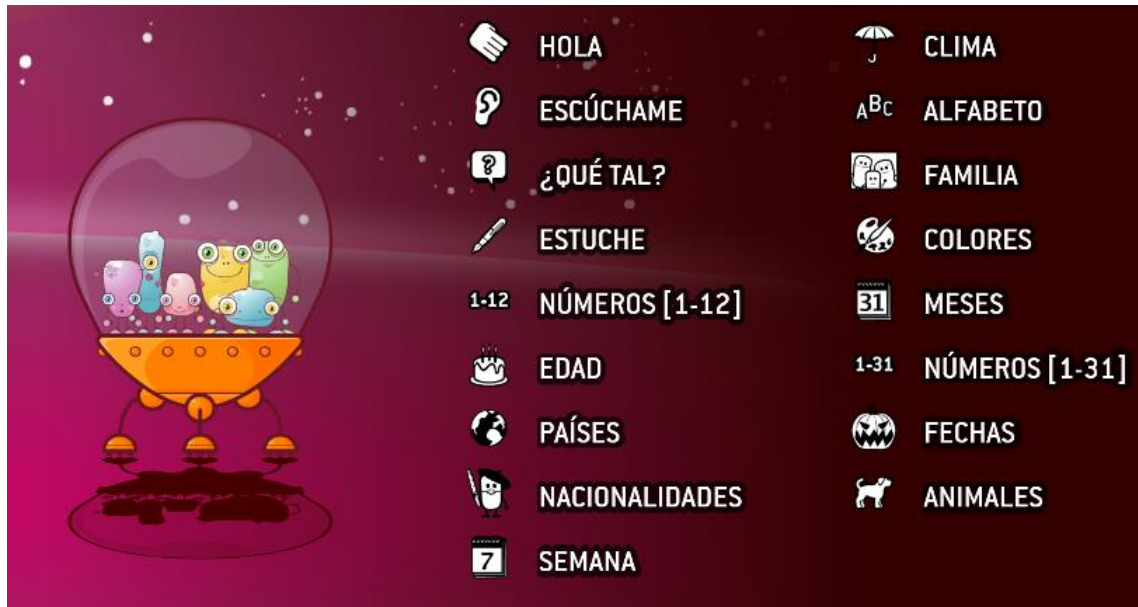 HOLA
ESCÚCHAME
?
¿QUÉ TAL?
ESTUCHE
1-12 NÚMEROS [1-12]
EDAD
PAÍSES
NACIONALIDADES
7 SEMANA
CLIMA
ABC ALFABETO
FAMILIA
COLORES
31 MESES
1-31 NÚMEROS [1-31]
FECHAS
ANIMALES